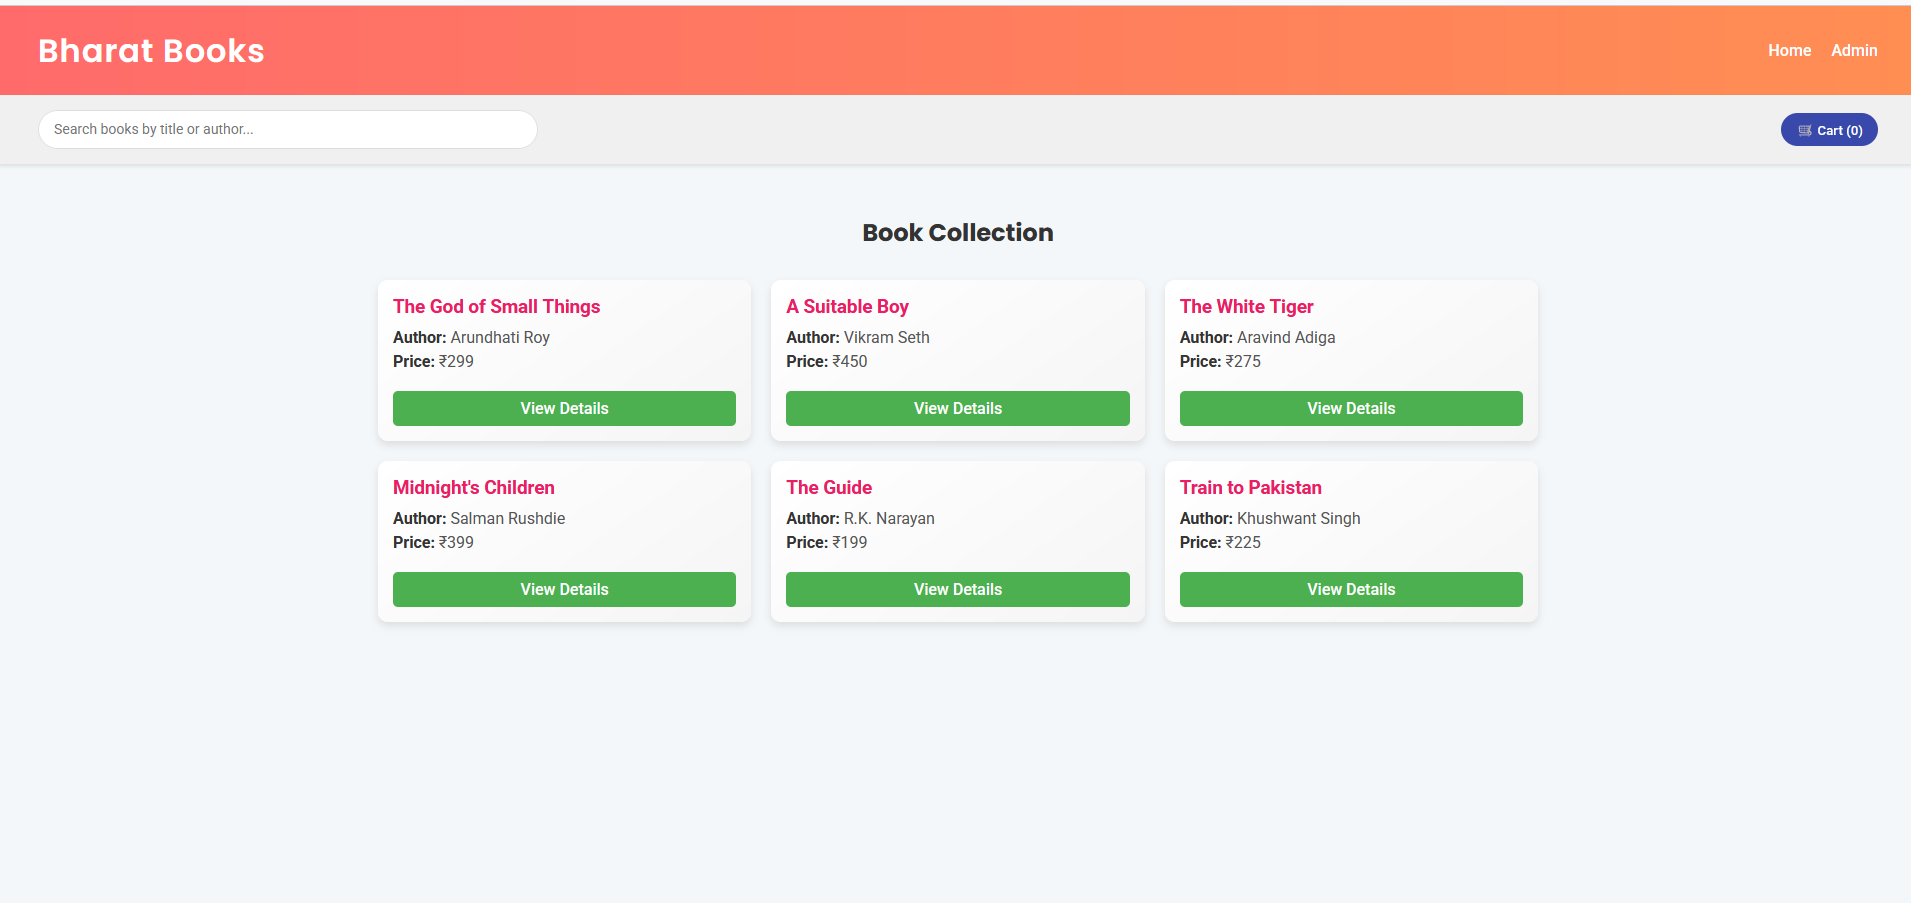 Bharat Books
Home
Admin
Search books by title or author...
Cart (0)
Book Collection
The God of Small Things
Author: Arundhati Roy
Price: ₹299
View Details
A Suitable Boy
Author: Vikram Seth
Price: ₹450
View Details
The White Tiger
Author: Aravind Adiga
Price: ₹275
View Details
Midnight's Children
Author: Salman Rushdie
Price: ₹399
View Details
The Guide
Author: R.K. Narayan
Price: ₹199
View Details
Train to Pakistan
Author: Khushwant Singh
Price: ₹225
View Details